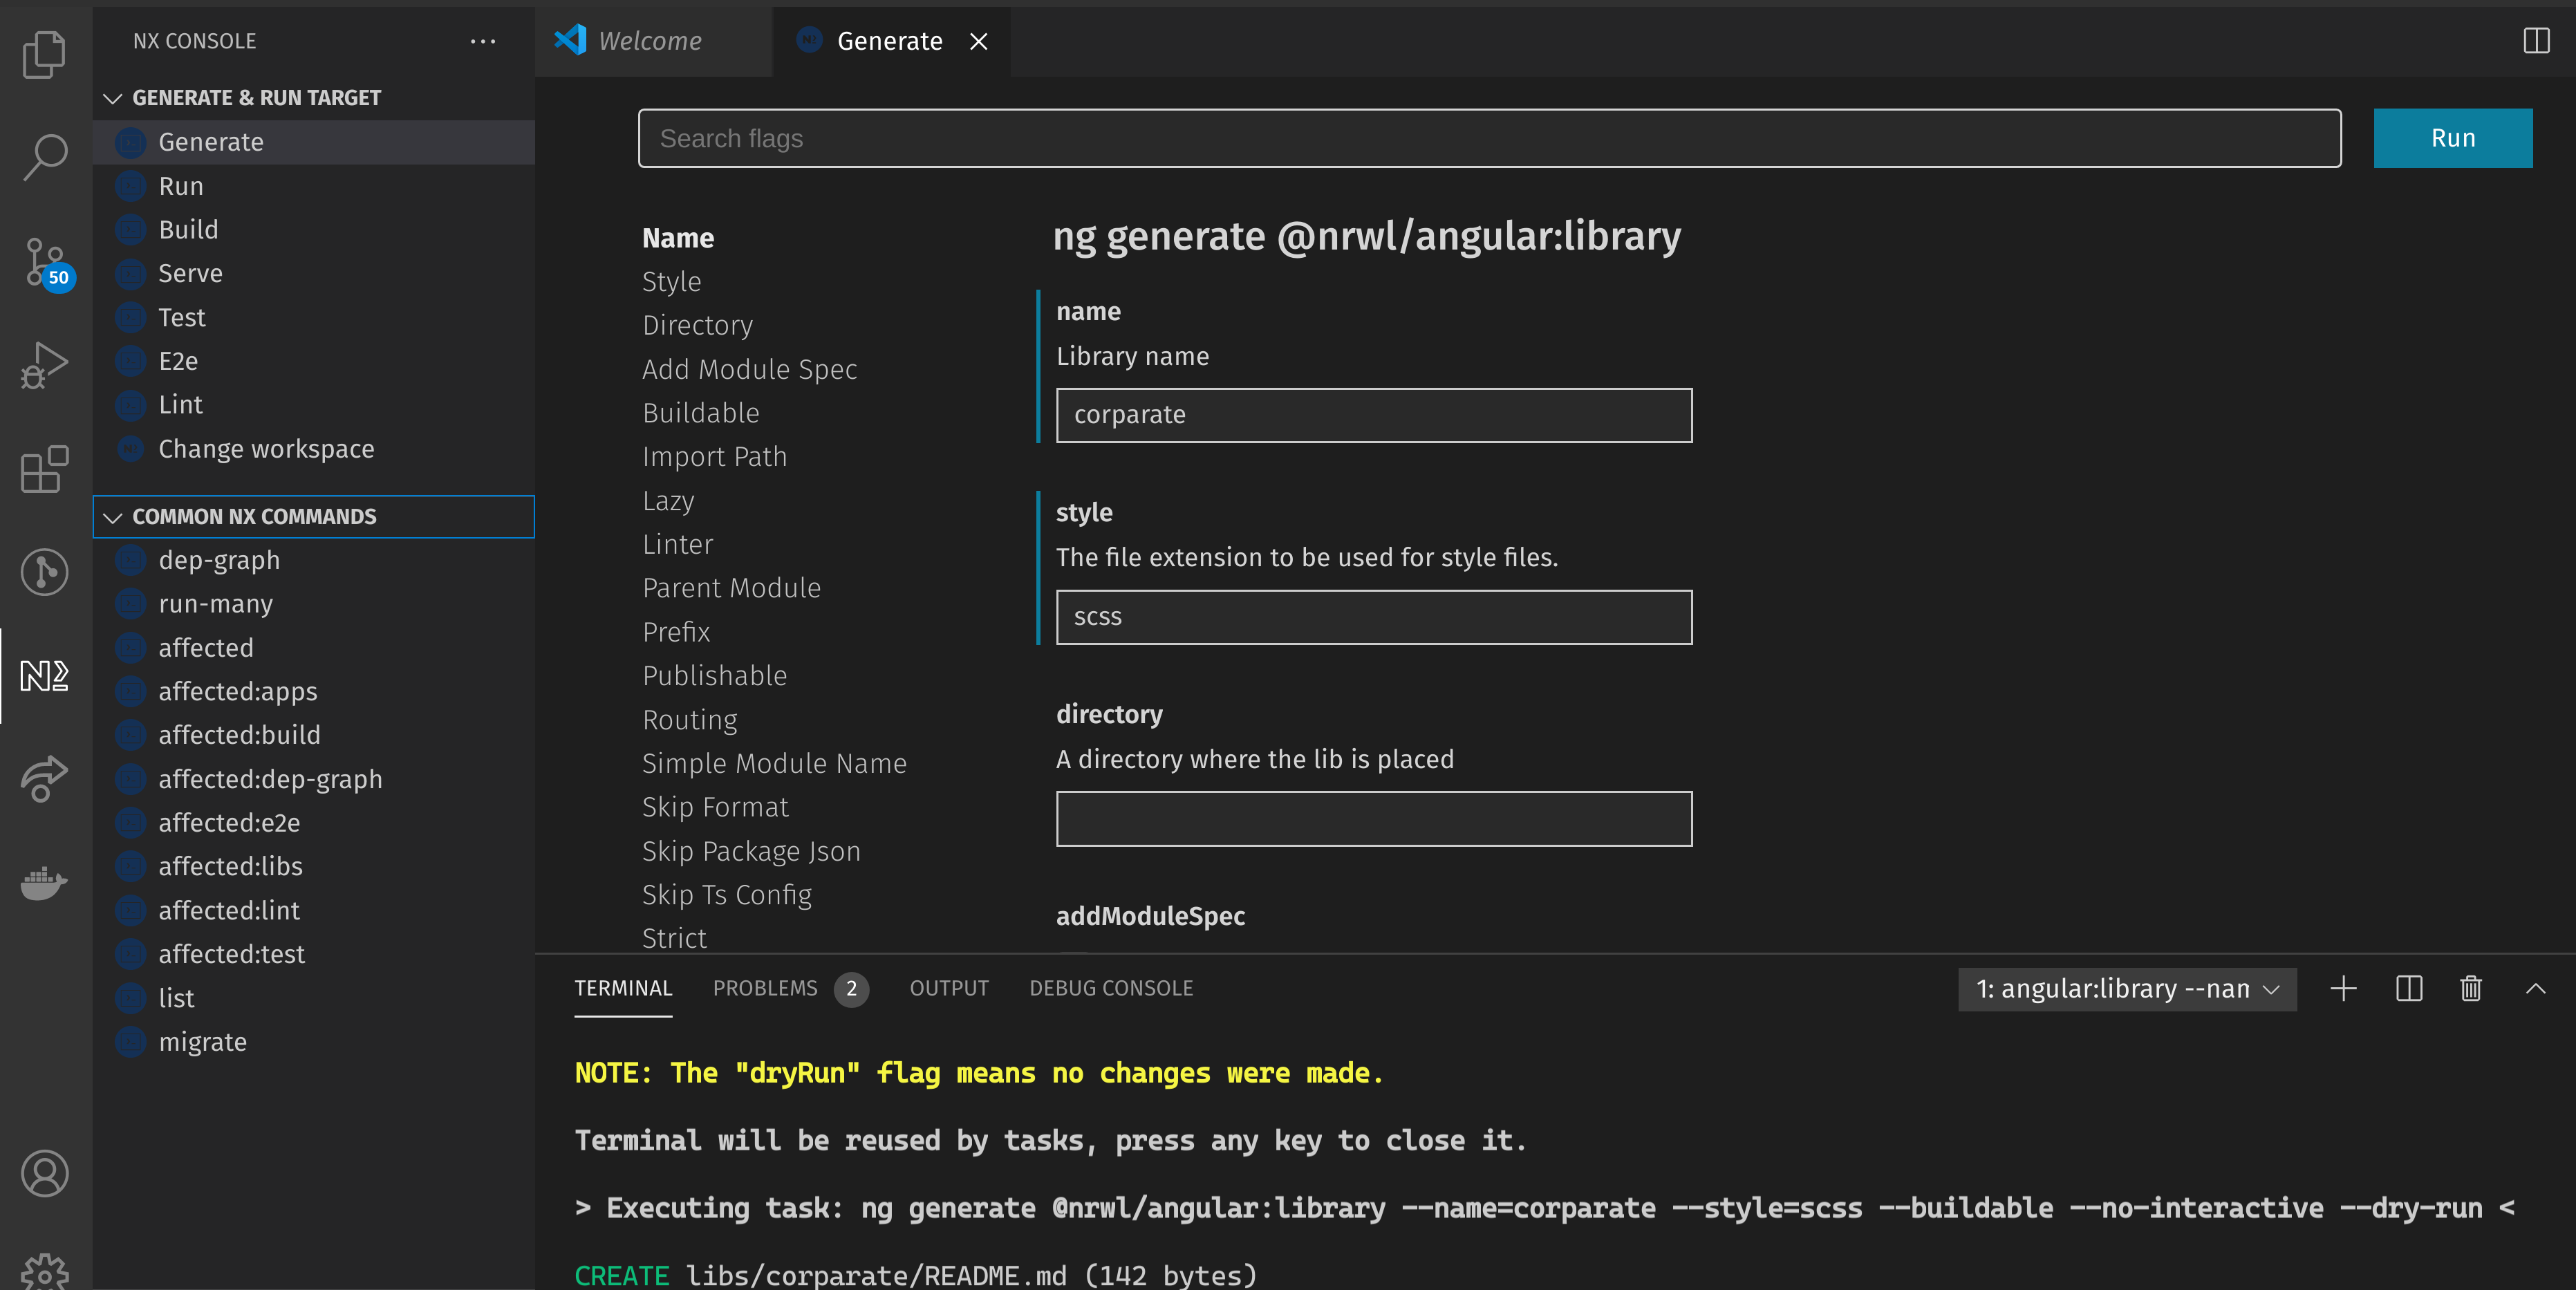 NX CONSOLE
GENERATE & RUN TARGET
Generate
Run
Build
Serve
Test
E2e
Lint
Change workspace
COMMON NX COMMANDS
dep-graph
run-many
affected
affected:apps
affected:build
affected:dep-graph
affected:e2e
affected:libs
affected:lint
affected:test
list
migrate
50
Welcome
Generate
Search flags
Run
Name
Style
Directory
Add Module Spec
Buildable
Import Path
Lazy
Linter
Parent Module
Prefix
Publishable
Routing
Simple Module Name
Skip Format
Skip Package Json
Skip Ts Config
Strict
ng generate @nrwl/angular:library
name
Library name
corparate
style
The file extension to be used for style files.
scss
directory
A directory where the lib is placed
addModuleSpec
TERMINAL PROBLEMS 2 OUTPUT DEBUG CONSOLE
1: angular:library --nan
NOTE: The "dryRun" flag means no changes were made.
Terminal will be reused by tasks, press any key to close it.
> Executing task: ng generate @nrwl/angular:library --name=corparate --style=scss --buildable --no-interactive --dry-run <
CREATE libs/corparate/README.md (142 bytes)